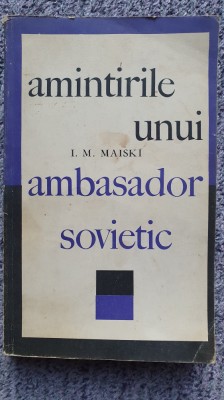 amintirile
unui
I. M. MAISKI
ambasador
sovietic